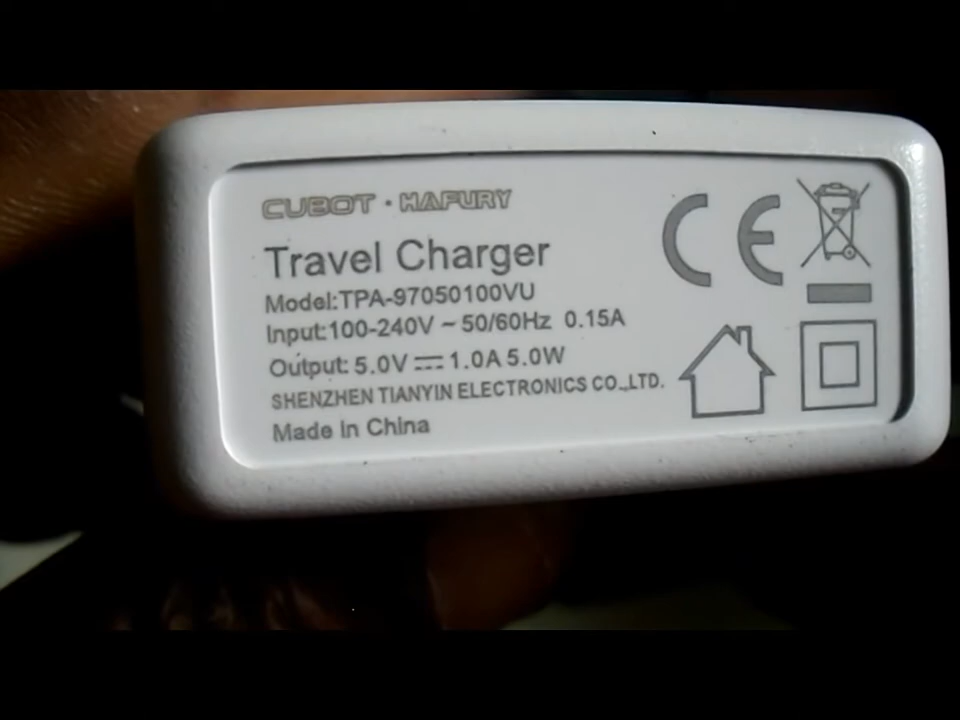 CUBOT · HAFURY
Travel Charger
Model:TPA-97050100VU
Input:100-240V ~ 50/60Hz 0.15A
Output: 5.0V ⎓ 1.0A 5.0W
SHENZHEN TIANYIN ELECTRONICS CO.,LTD.
Made in China
CE